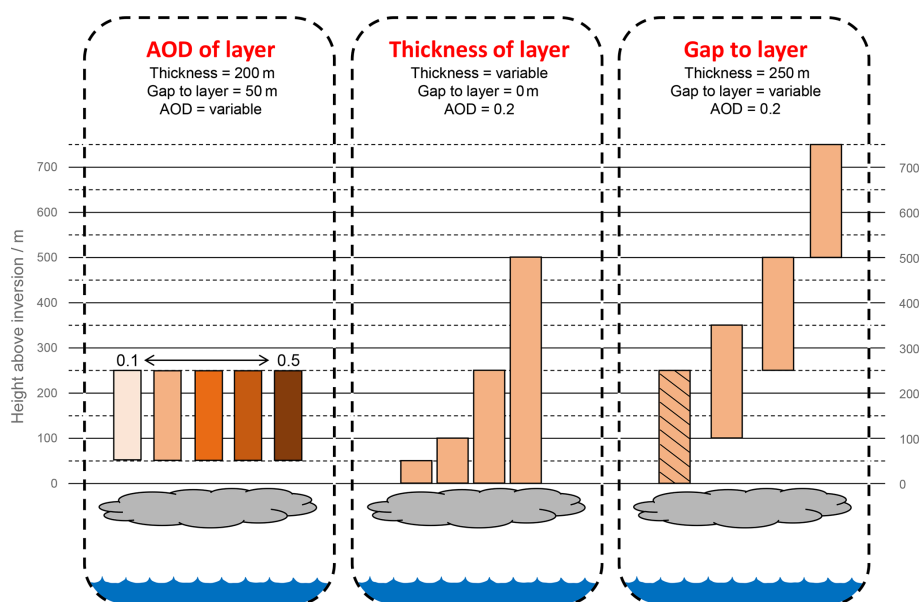 AOD of layer
Thickness = 200 m
Gap to layer = 50 m
AOD = variable
Thickness of layer
Thickness = variable
Gap to layer = 0 m
AOD = 0.2
Gap to layer
Thickness = 250 m
Gap to layer = variable
AOD = 0.2
Height above inversion / m
700
600
500
400
300
200
100
0
0.1
0.5
700
600
500
400
300
200
100
0